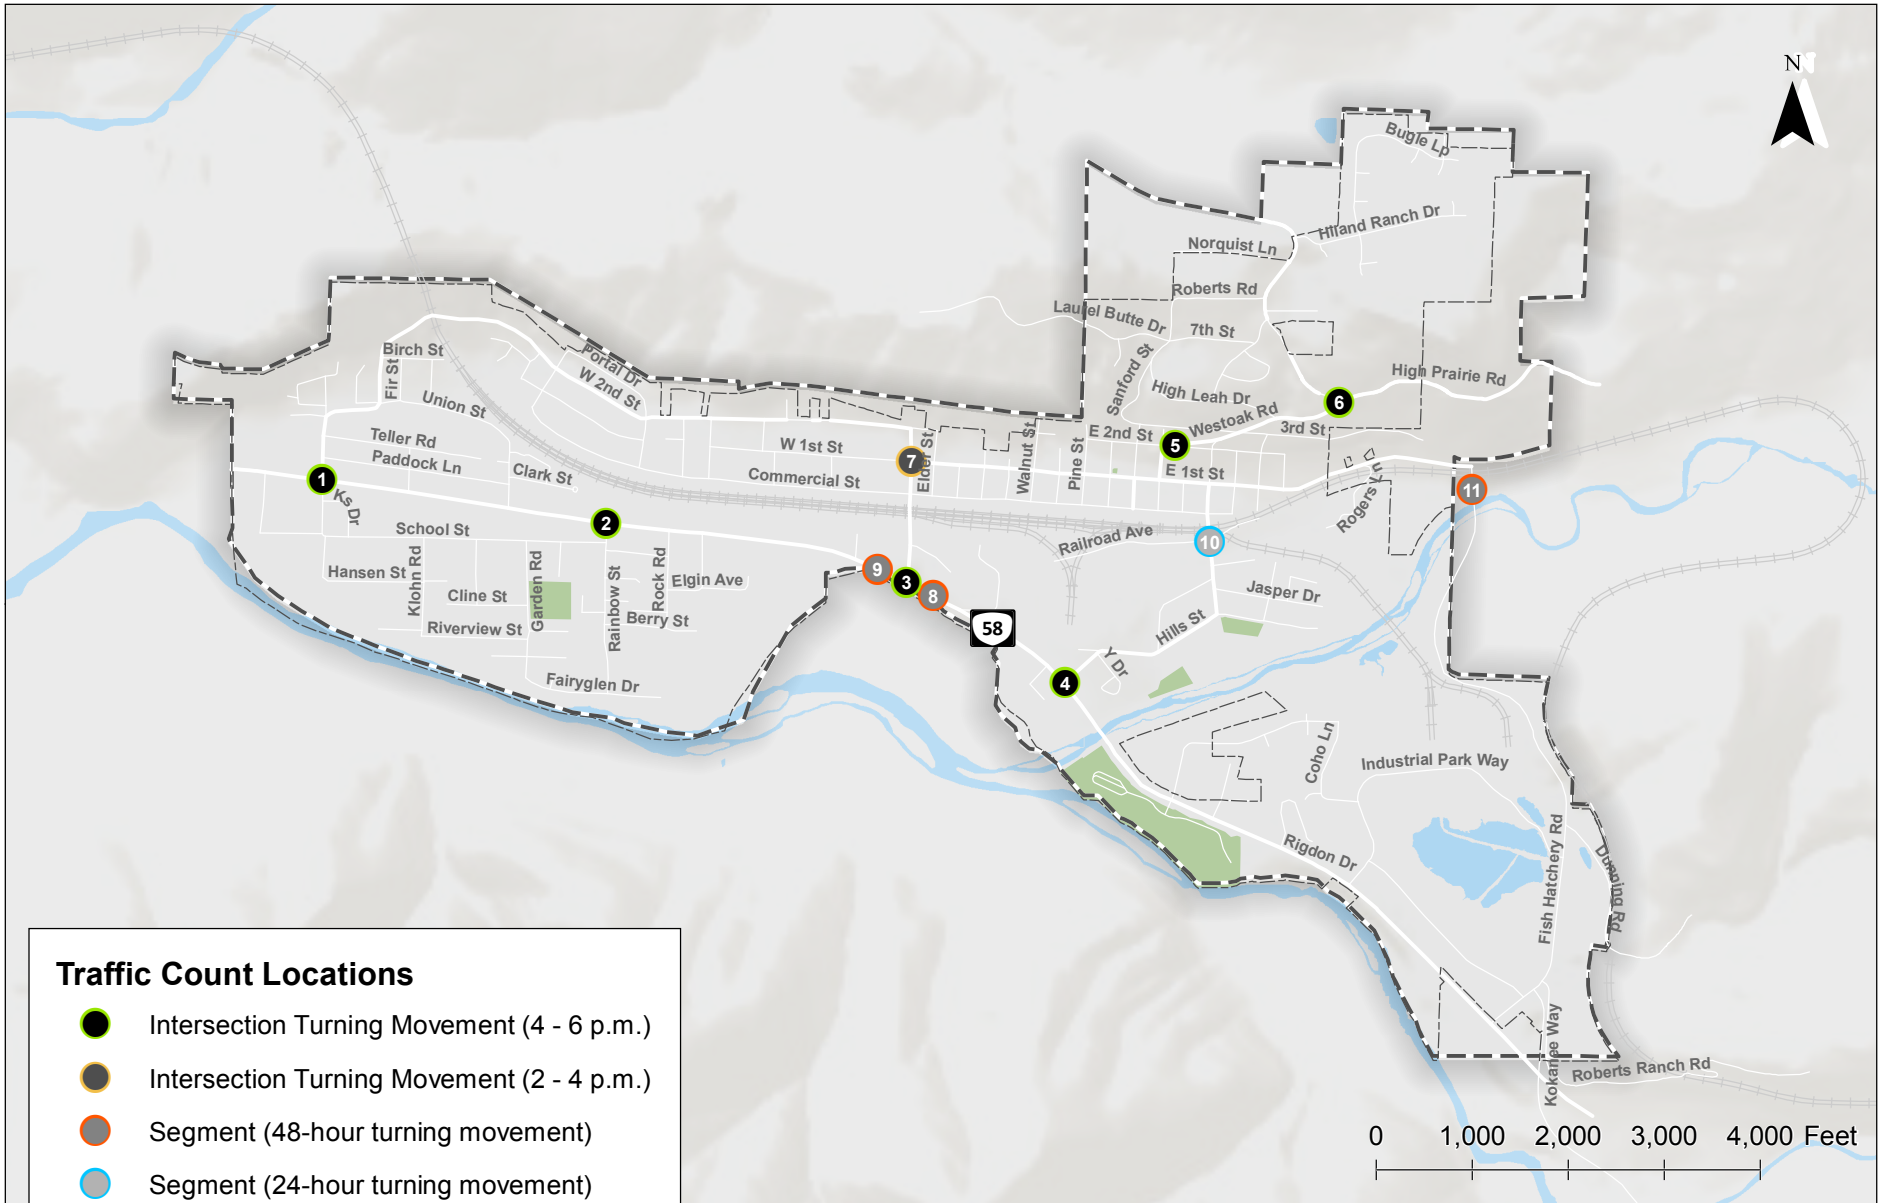 N
Bugle Lp
Hiland Ranch Dr
Norquist Ln
Roberts Rd
Laurel Butte Dr
7th St
Sanford St
High Leah Dr
High Prairie Rd
Westoak Rd
3rd St
E 2nd St
E 1st St
Birch St
Fir St
Portal Dr
W 2nd St
Union St
Teller Rd
Paddock Ln
Clark St
W 1st St
Commercial St
Elder St
Walnut St
Pine St
Rogers Ln
Ks Dr
School St
Railroad Ave
Hansen St
Klohn Rd
Cline St
Garden Rd
Rainbow St
Rock Rd
Elgin Ave
Berry St
Riverview St
Fairyglen Dr
Jasper Dr
Hills St
Y Dr
Coho Ln
Industrial Park Way
Rigdon Dr
Fish Hatchery Rd
Dunning Rd
Kokanee Way
Roberts Ranch Rd
1
2
3
4
5
6
7
8
9
10
11
58
Traffic Count Locations
Intersection Turning Movement (4 - 6 p.m.)
Intersection Turning Movement (2 - 4 p.m.)
Segment (48-hour turning movement)
Segment (24-hour turning movement)
0 1,000 2,000 3,000 4,000 Feet